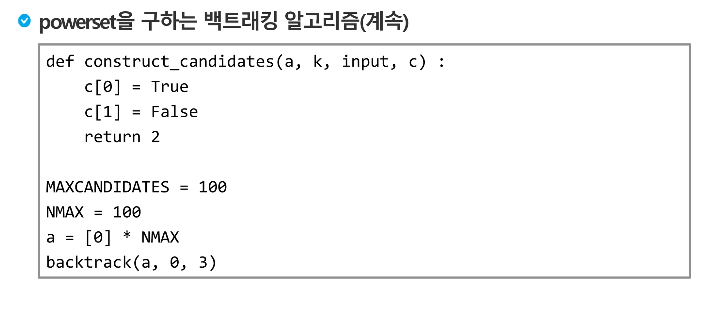 powerset을 구하는 백트래킹 알고리즘(계속)
def construct_candidates(a, k, input, c) :
    c[0] = True
    c[1] = False
    return 2

MAXCANDIDATES = 100
NMAX = 100
a = [0] * NMAX
backtrack(a, 0, 3)